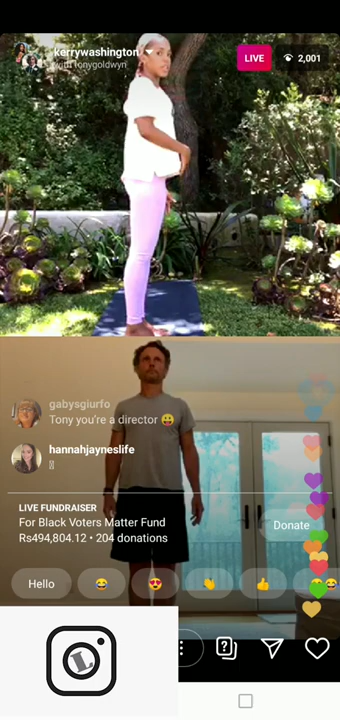 kerrywashington
with tonygoldwyn
LIVE
2,001
gabysgiurfo
Tony you're a director 😛
hannahjayneslife
LIVE FUNDRAISER
For Black Voters Matter Fund
Rs494,804.12 • 204 donations
Donate
Hello 😂 😍 👏 👍
L